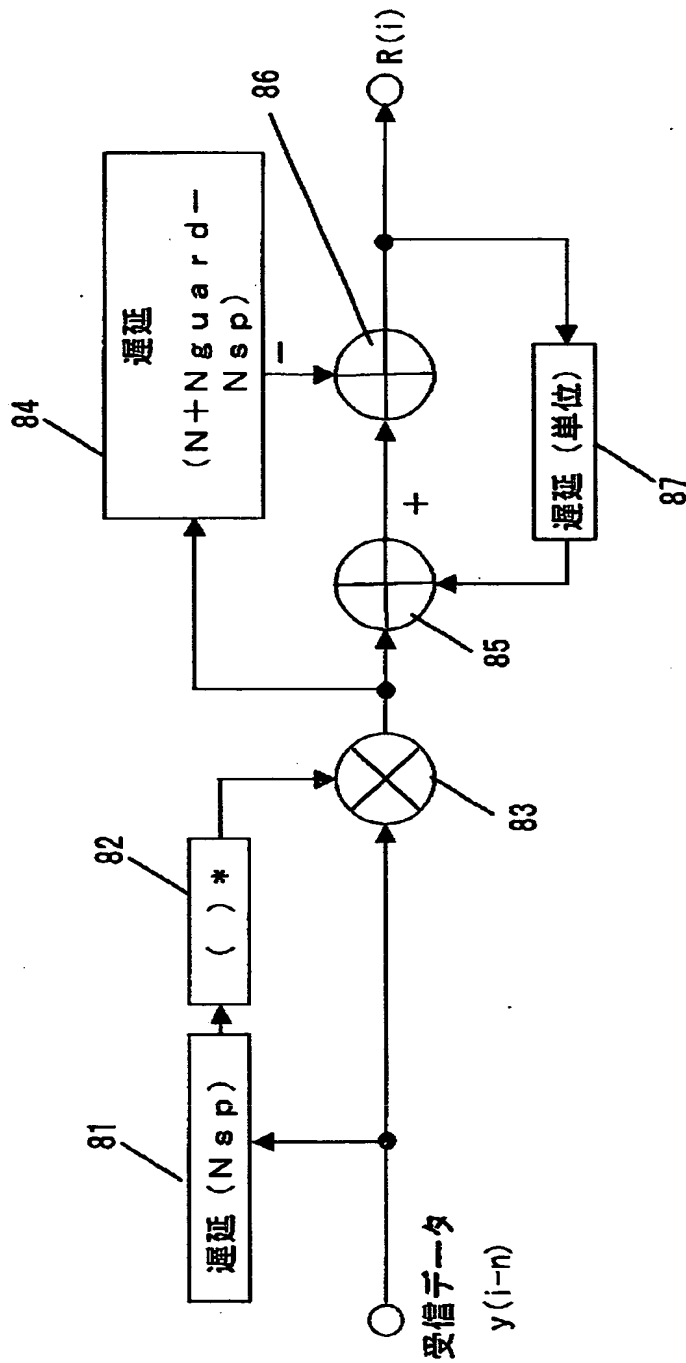 84
遅延
(N+Nguard－
Nsp)
－
86
R(i)
82
( ) *
81
遅延 (Nsp)
83
85
+
遅延 (単位)
87
受信データ
y(i-n)